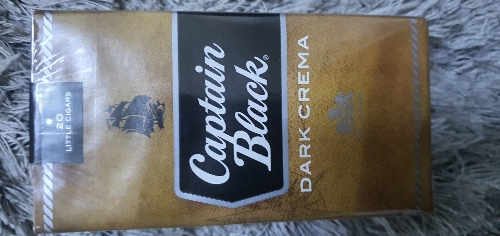 20
LITTLE CIGARS
Captain
Black®
DARK CREMA